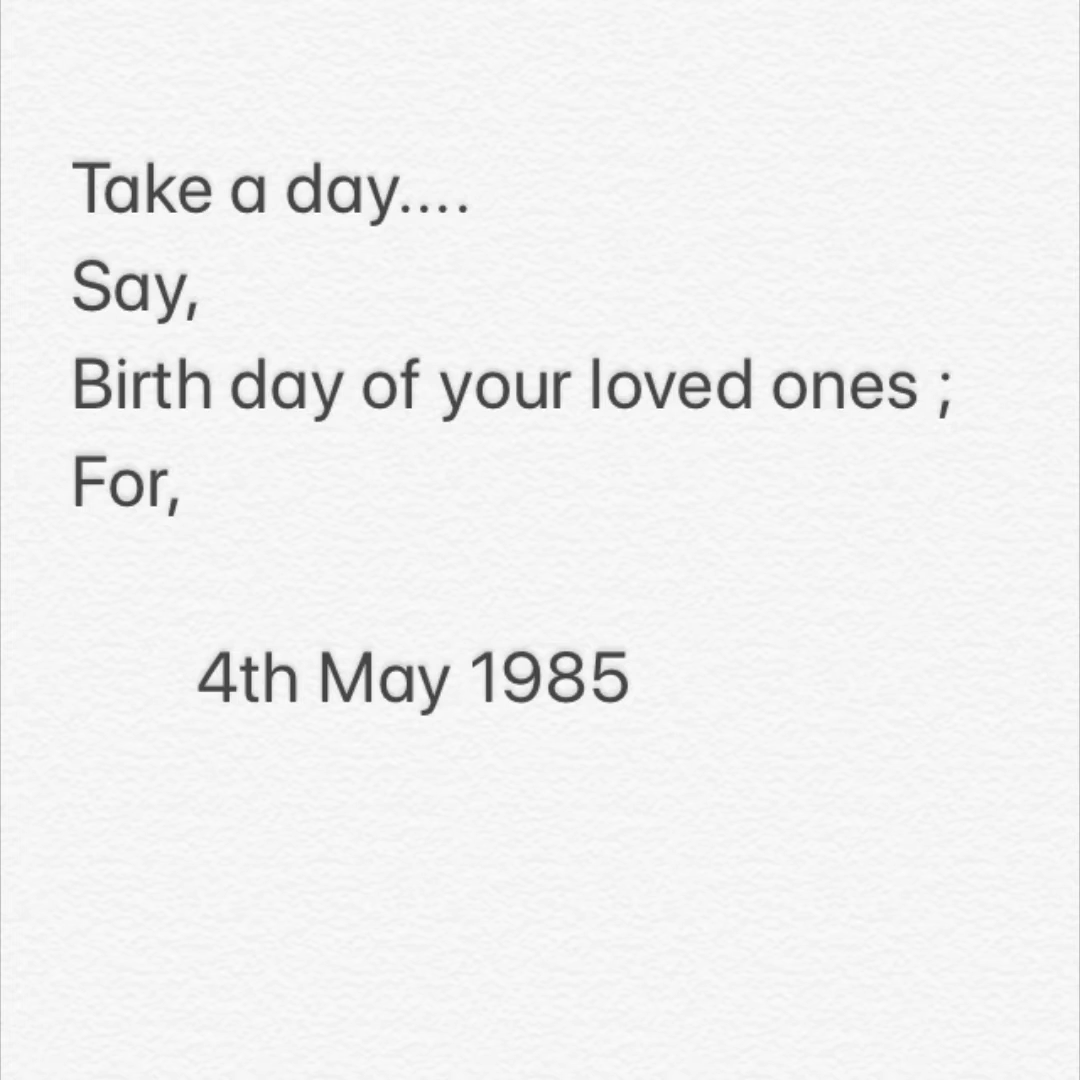 Take a day....
Say,
Birth day of your loved ones ;
For,
4th May 1985